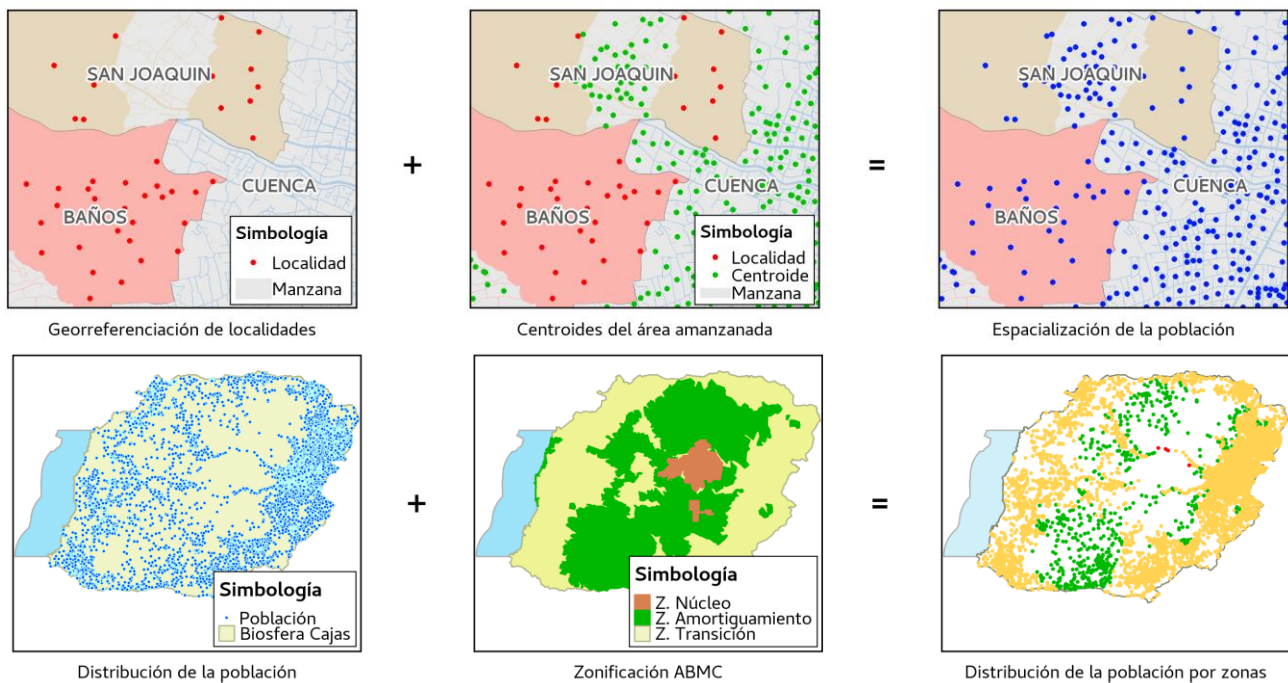 SAN JOAQUIN
CUENCA
BAÑOS
Simbología
Localidad
Manzana
Georreferenciación de localidades
+
SAN JOAQUIN
CUENCA
BAÑOS
Simbología
Localidad
Centroide
Manzana
Centroides del área amanzanada
=
SAN JOAQUIN
CUENCA
BAÑOS
Espacialización de la población
Simbología
Población
Biosfera Cajas
Distribución de la población
+
Simbología
Z. Núcleo
Z. Amortiguamiento
Z. Transición
Zonificación ABMC
=
Distribución de la población por zonas